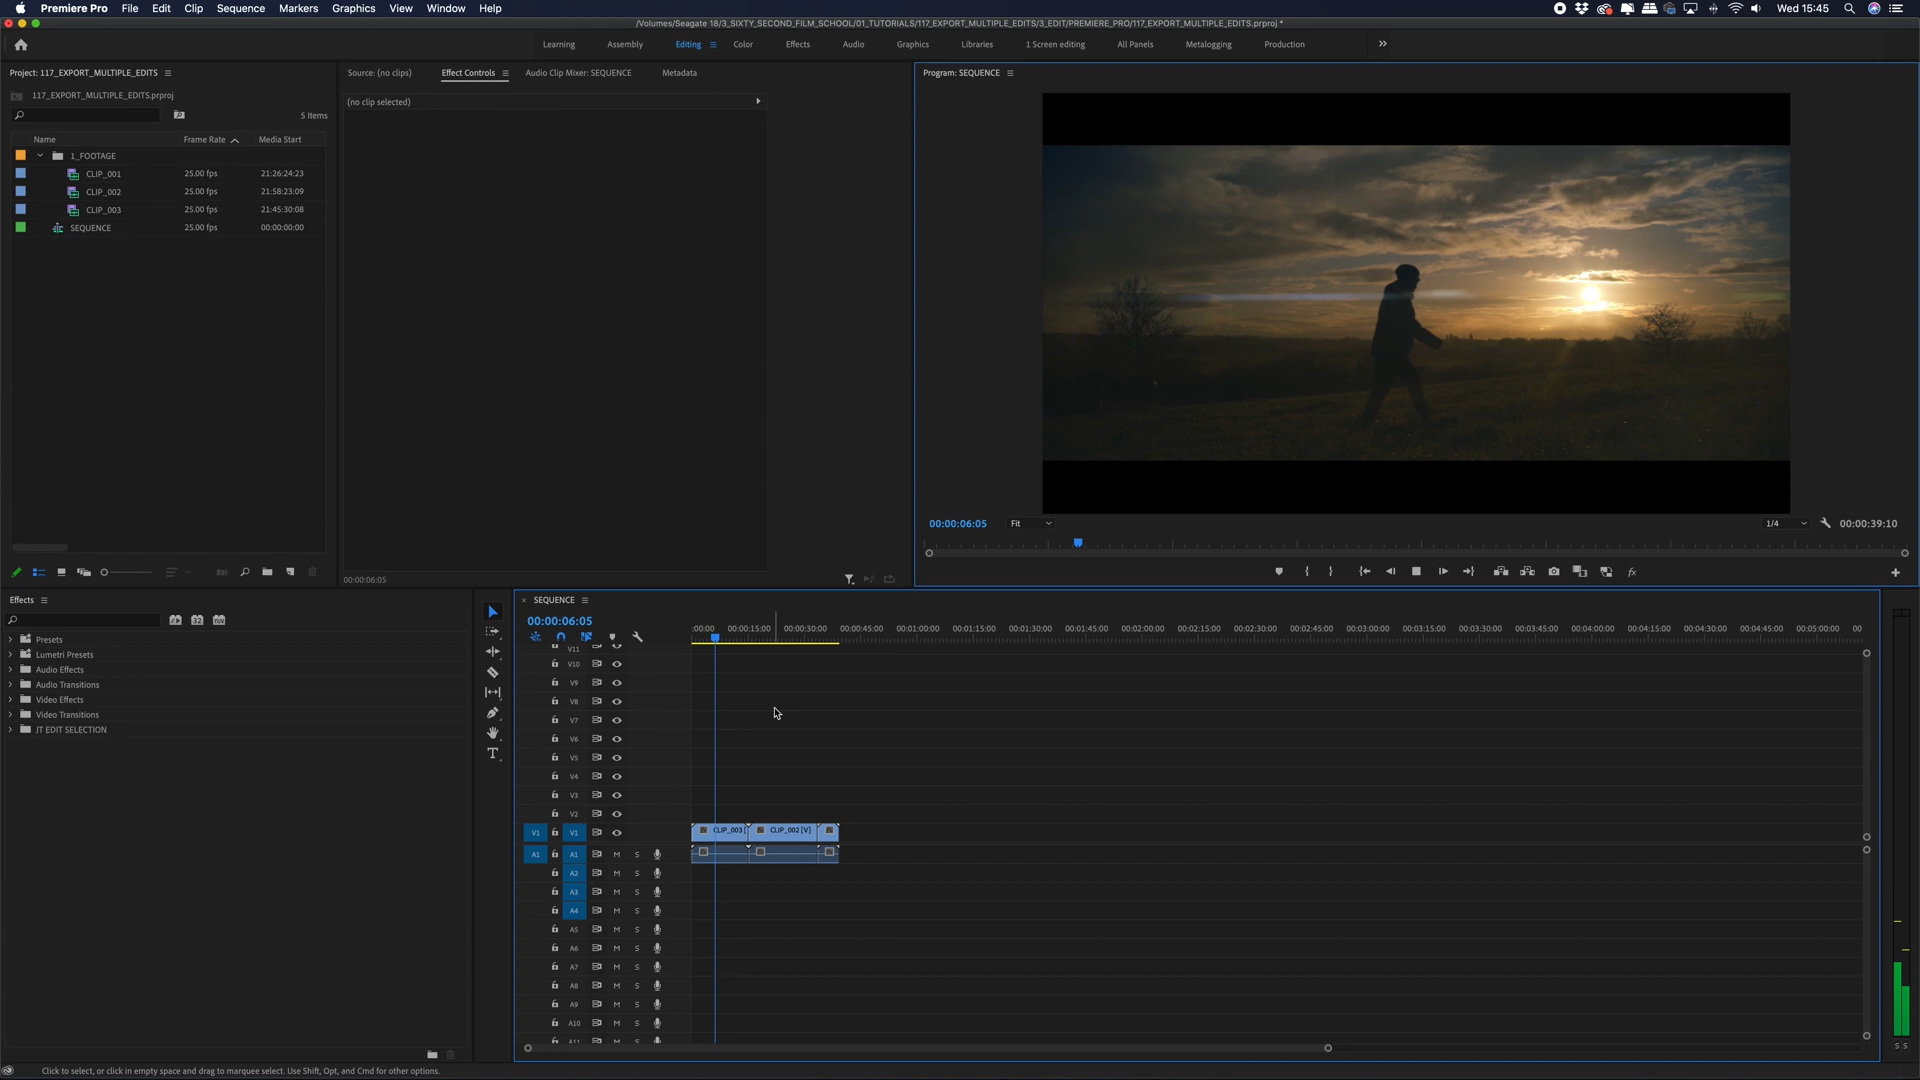 Premiere Pro File Edit Clip Sequence Markers Graphics View Window Help
Wed 15:45
/Volumes/Seagate 18/3_SIXTY_SECOND_FILM_SCHOOL/01_TUTORIALS/117_EXPORT_MULTIPLE_EDITS/3_EDIT/PREMIERE_PRO/117_EXPORT_MULTIPLE_EDITS.prproj *
Learning Assembly Editing Color Effects Audio Graphics Libraries 1 Screen editing All Panels Metalogging Production
Project: 117_EXPORT_MULTIPLE_EDITS
117_EXPORT_MULTIPLE_EDITS.prproj
5 Items
Name Frame Rate Media Start
1_FOOTAGE
CLIP_001 25.00 fps 21:26:24:23
CLIP_002 25.00 fps 21:58:23:09
CLIP_003 25.00 fps 21:45:30:08
SEQUENCE 25.00 fps 00:00:00:00
Source: (no clips) Effect Controls Audio Clip Mixer: SEQUENCE Metadata
(no clip selected)
00:00:06:05
Program: SEQUENCE
00:00:06:05 Fit 1/4 00:00:39:10
fx
Effects
32 YUV
Presets
Lumetri Presets
Audio Effects
Audio Transitions
Video Effects
Video Transitions
JT EDIT SELECTION
T
SEQUENCE
00:00:06:05
:00:00 00:00:15:00 00:00:30:00 00:00:45:00 00:01:00:00 00:01:15:00 00:01:30:00 00:01:45:00 00:02:00:00 00:02:15:00 00:02:30:00 00:02:45:00 00:03:00:00 00:03:15:00 00:03:30:00 00:03:45:00 00:04:00:00 00:04:15:00 00:04:30:00 00:04:45:00 00:05:00:00 00
V11
V10
V9
V8
V7
V6
V5
V4
V3
V2
V1 V1 CLIP_003 [ CLIP_002 [V]
A1 A1 M S
A2 M S
A3 M S
A4 M S
A5 M S
A6 M S
A7 M S
A8 M S
A9 M S
A10 M S
A11 M S
S S
Click to select, or click in empty space and drag to marquee select. Use Shift, Opt, and Cmd for other options.